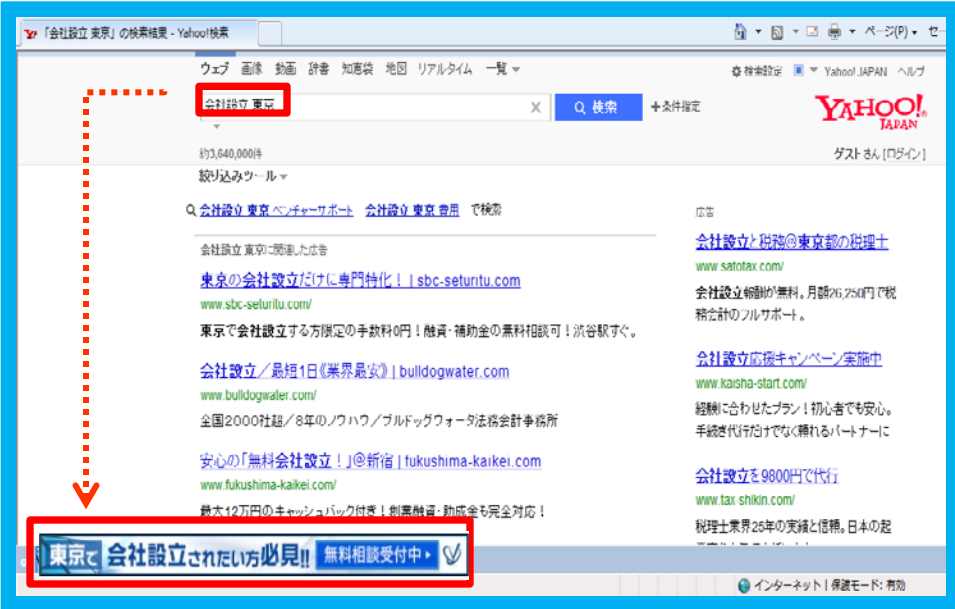 「会社設立 東京」の検索結果 - Yahoo!検索
ページ(P)
ウェブ 画像 動画 辞書 知恵袋 地図 リアルタイム 一覧
検索設定 Yahoo! JAPAN ヘルプ
会社設立 東京
検索
+条件指定
YAHOO!
JAPAN
約3,640,000件
ゲストさん [ログイン]
絞り込みツール
会社設立 東京 ベンチャーサポート 会社設立 東京 費用 で検索
会社設立 東京に関連した広告
東京の会社設立だけに専門特化！ | sbc-seturitu.com
www.sbc-seturitu.com/
東京で会社設立する方限定の手数料0円！融資・補助金の無料相談可！渋谷駅すぐ。
会社設立／最短1日《業界最安》 | bulldogwater.com
www.bulldogwater.com/
全国2000社超／8年のノウハウ／ブルドッグウォータ法務会計事務所
安心の「無料会社設立！」@新宿 | fukushima-kaikei.com
www.fukushima-kaikei.com/
最大12万円のキャッシュバック付き！創業融資・助成金も完全対応！
広告
会社設立と税務@東京都の税理士
www.satotax.com/
会社設立報酬が無料。月額26,250円で税
務会計のフルサポート。
会社設立応援キャンペーン実施中
www.kaisha-start.com/
経験に合わせたプラン！初心者でも安心。
手続き代行だけでなく頼れるパートナーに
会社設立を9800円で代行
www.tax-shikin.com/
税理士業界25年の実績と信頼。日本の起
東京で 会社設立されたい方必見!! 無料相談受付中
インターネット | 保護モード: 有効